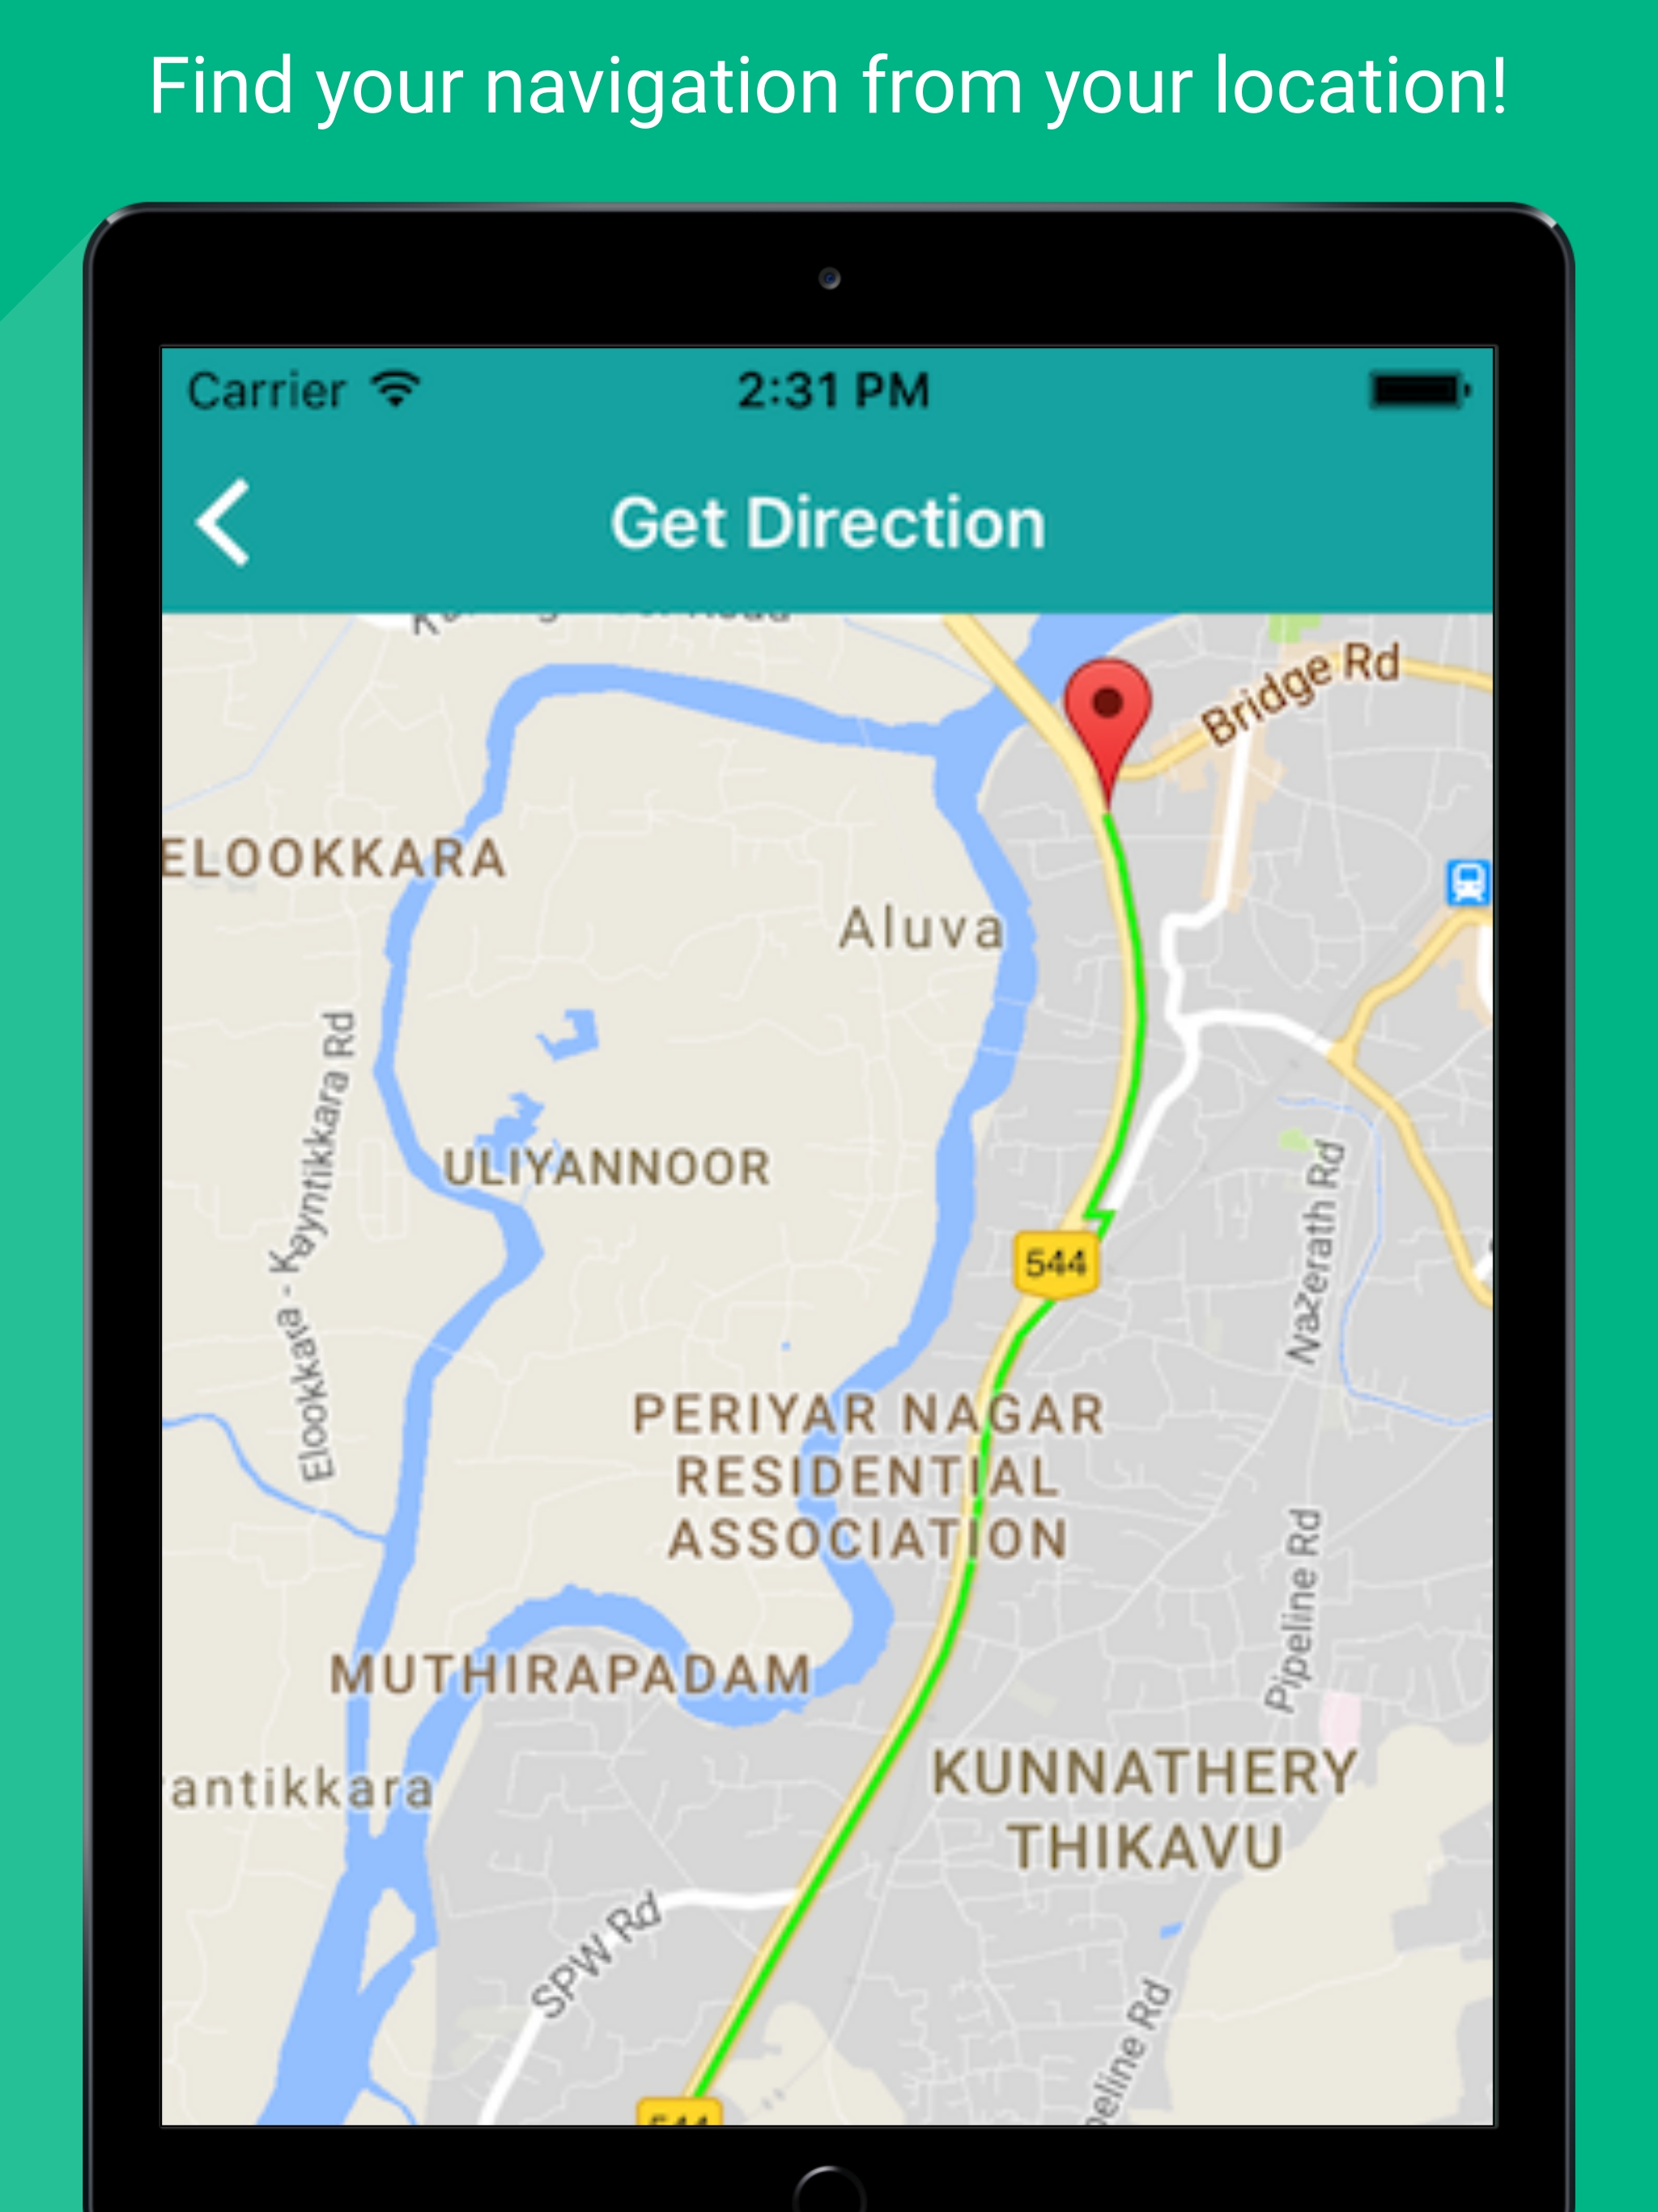 Find your navigation from your location!
Carrier
2:31 PM
Get Direction
Bridge Rd
ELOOKKARA
Aluva
Elookkara - Kayntikkara Rd
ULIYANNOOR
Nazerath Rd
544
PERIYAR NAGAR
RESIDENTIAL
ASSOCIATION
Pipeline Rd
MUTHIRAPADAM
KUNNATHERY
THIKAVU
antikkara
SPW Rd
peline Rd
544